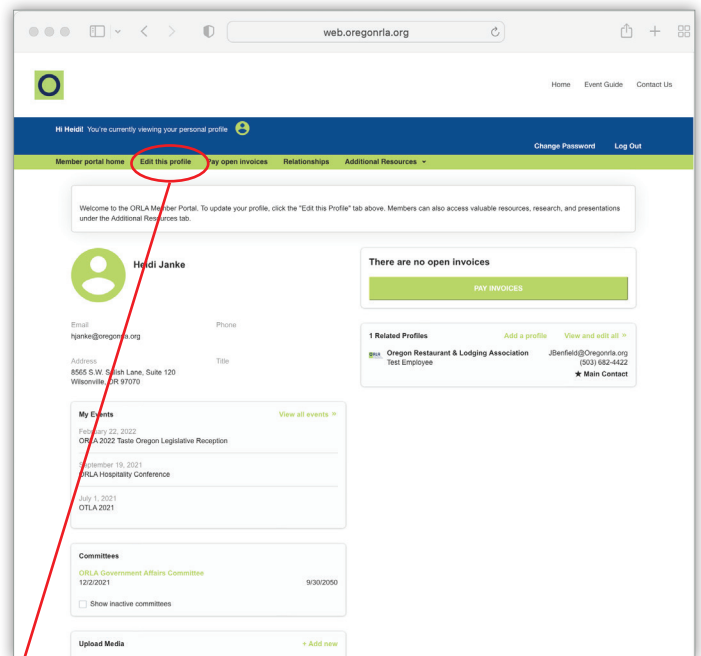 web.oregonrla.org
O
Home Event Guide Contact Us
Hi Heidi! You're currently viewing your personal profile
Change Password Log Out
Member portal home Edit this profile Pay open invoices Relationships Additional Resources
Welcome to the ORLA Member Portal. To update your profile, click the "Edit this Profile" tab above. Members can also access valuable resources, research, and presentations
under the Additional Resources tab.
Heidi Janke
Email
hjanke@oregonrla.org
Phone
Address
8565 S.W. Salish Lane, Suite 120
Wilsonville, OR 97070
Title
My Events View all events »
February 22, 2022
ORLA 2022 Taste Oregon Legislative Reception
September 19, 2021
ORLA Hospitality Conference
July 1, 2021
OTLA 2021
Committees
ORLA Government Affairs Committee
12/2/2021 9/30/2050
Show inactive committees
Upload Media + Add new
There are no open invoices
PAY INVOICES
1 Related Profiles Add a profile View and edit all »
Oregon Restaurant & Lodging Association JBenfield@Oregonrla.org
Test Employee (503) 682-4422
★ Main Contact